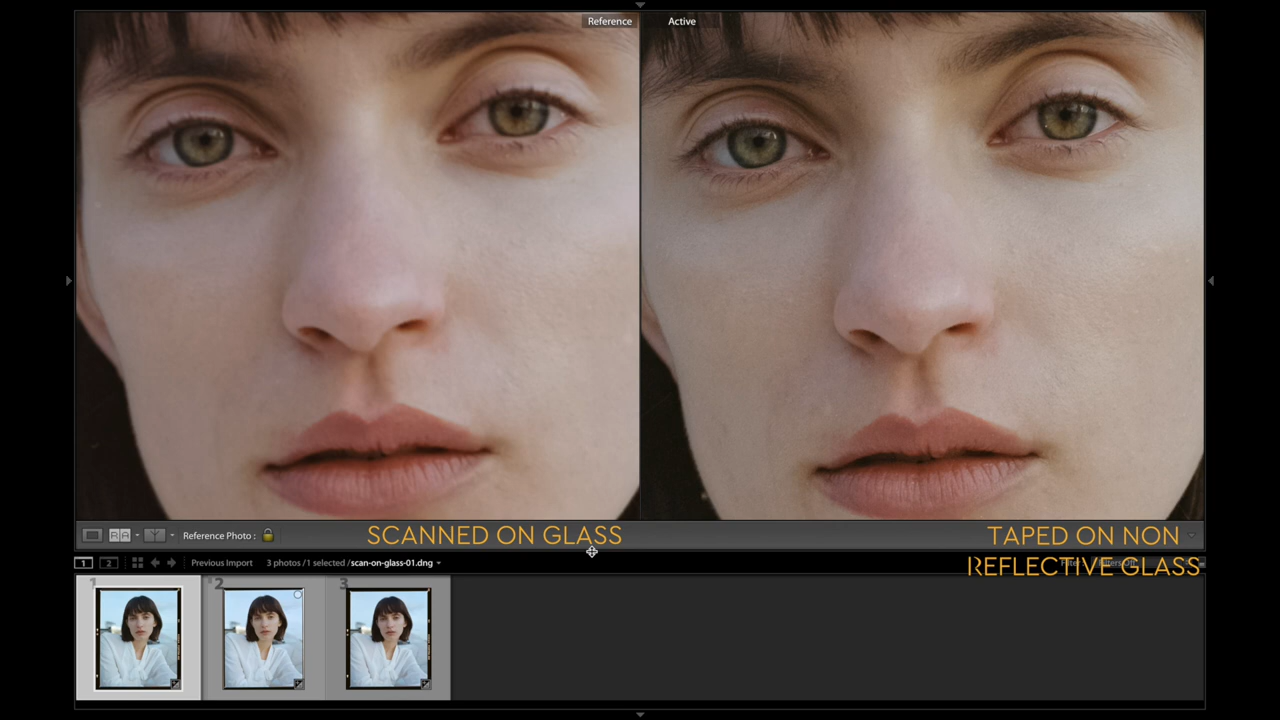 Reference
Active
Reference Photo :
SCANNED ON GLASS
TAPED ON NON
REFLECTIVE GLASS
1
2
Previous Import
3 photos /1 selected /scan-on-glass-01.dng
1
2
3